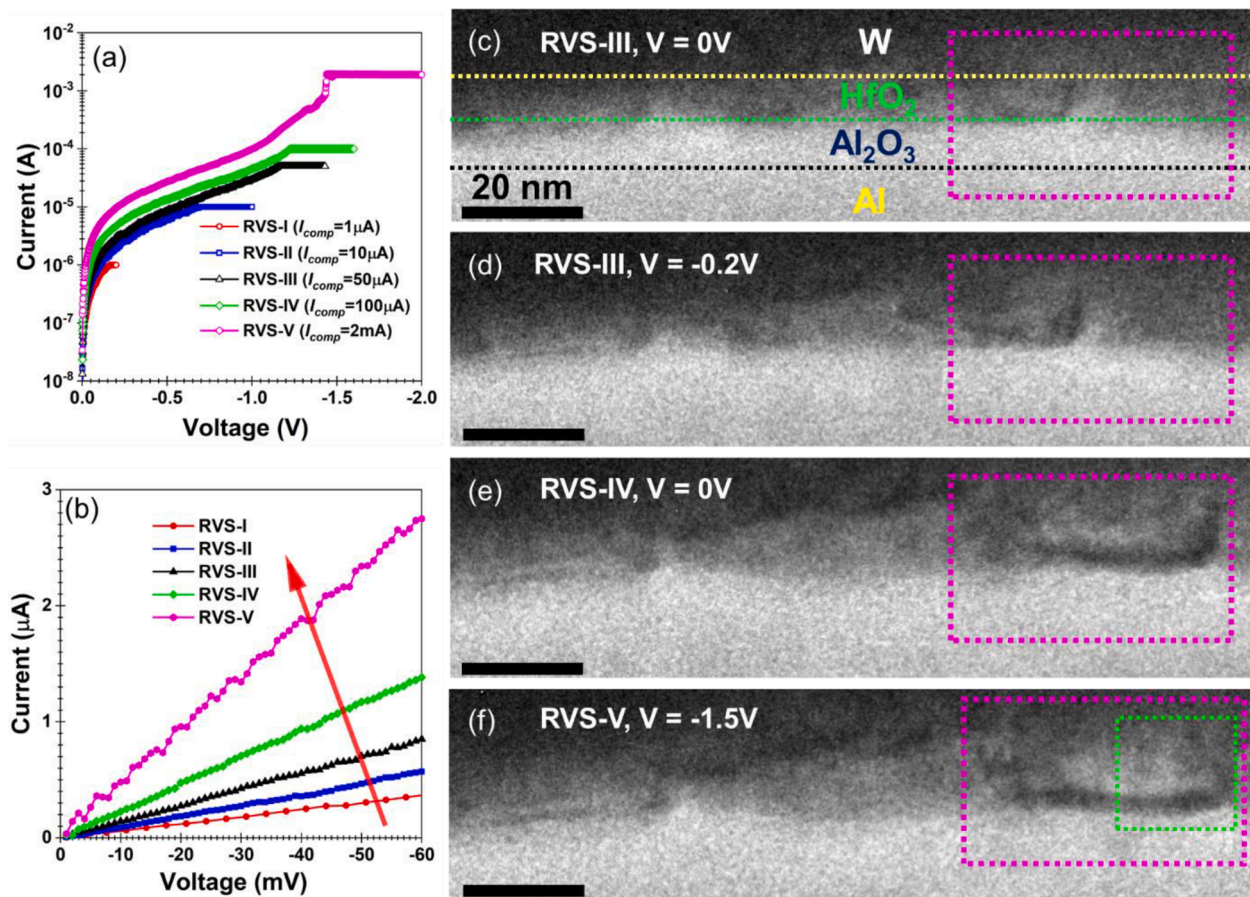 (a)
10⁻²
10⁻³
10⁻⁴
10⁻⁵
10⁻⁶
10⁻⁷
10⁻⁸
Current (A)
RVS-I (I_comp=1μA)
RVS-II (I_comp=10μA)
RVS-III (I_comp=50μA)
RVS-IV (I_comp=100μA)
RVS-V (I_comp=2mA)
0.0 -0.5 -1.0 -1.5 -2.0
Voltage (V)
(b)
3
2
1
0
Current (μA)
RVS-I
RVS-II
RVS-III
RVS-IV
RVS-V
0 -10 -20 -30 -40 -50 -60
Voltage (mV)
(c) RVS-III, V = 0V
W
HfO₂
Al₂O₃
Al
20 nm
(d) RVS-III, V = -0.2V
(e) RVS-IV, V = 0V
(f) RVS-V, V = -1.5V